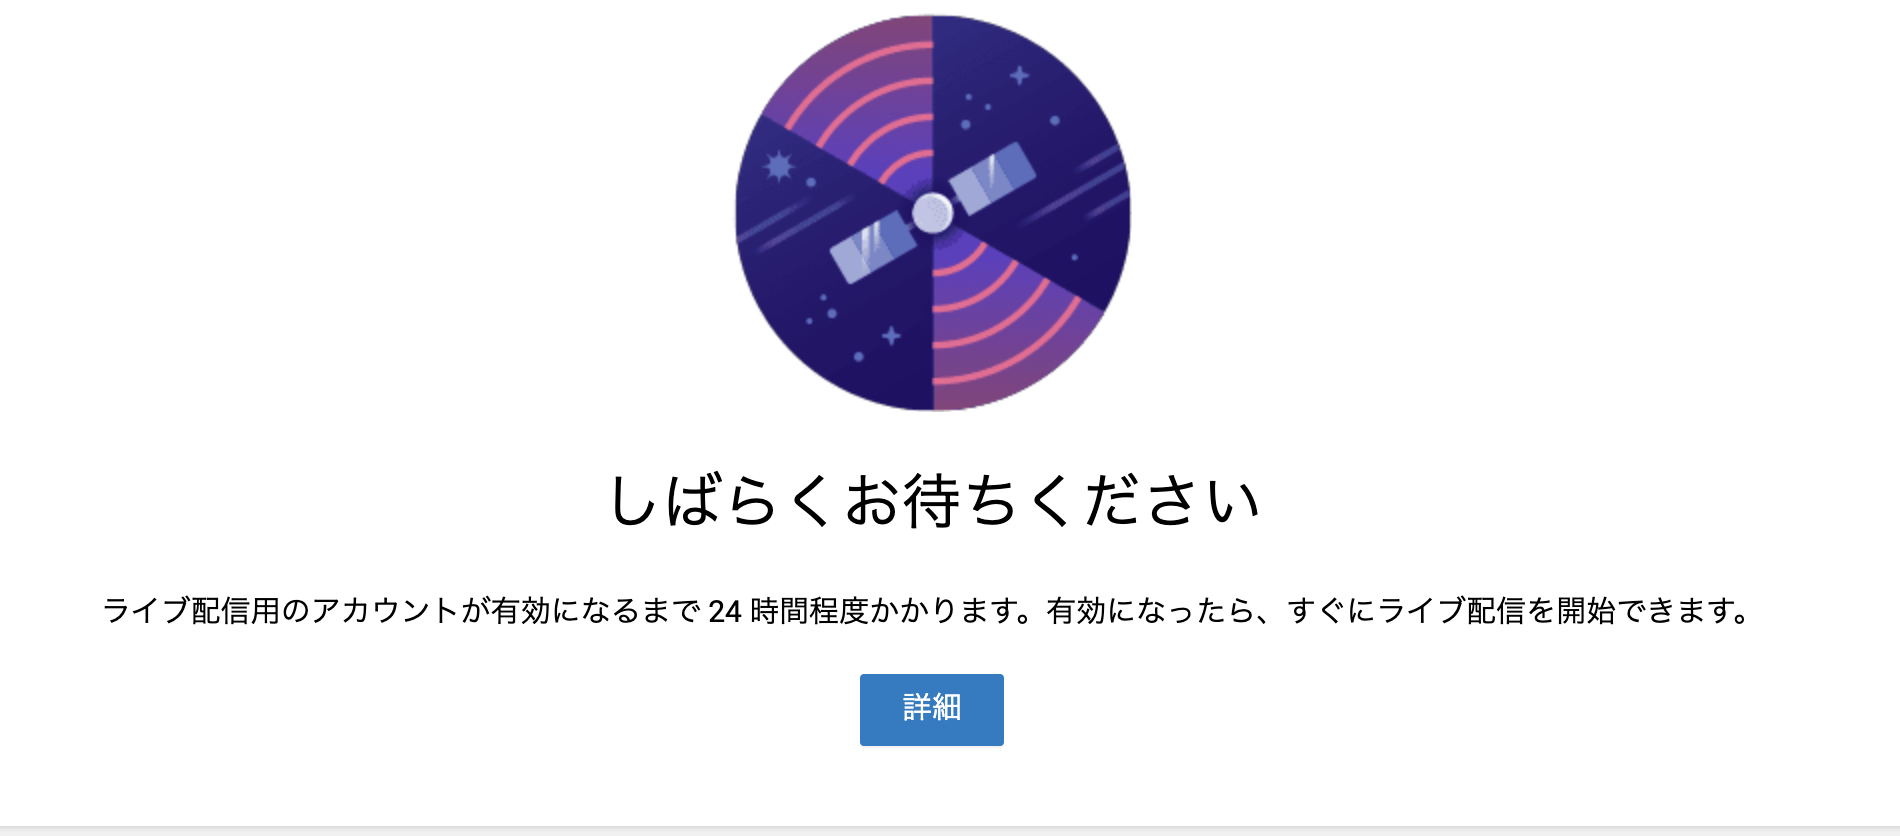 しばらくお待ちください
ライブ配信用のアカウントが有効になるまで 24 時間程度かかります。有効になったら、すぐにライブ配信を開始できます。
詳細